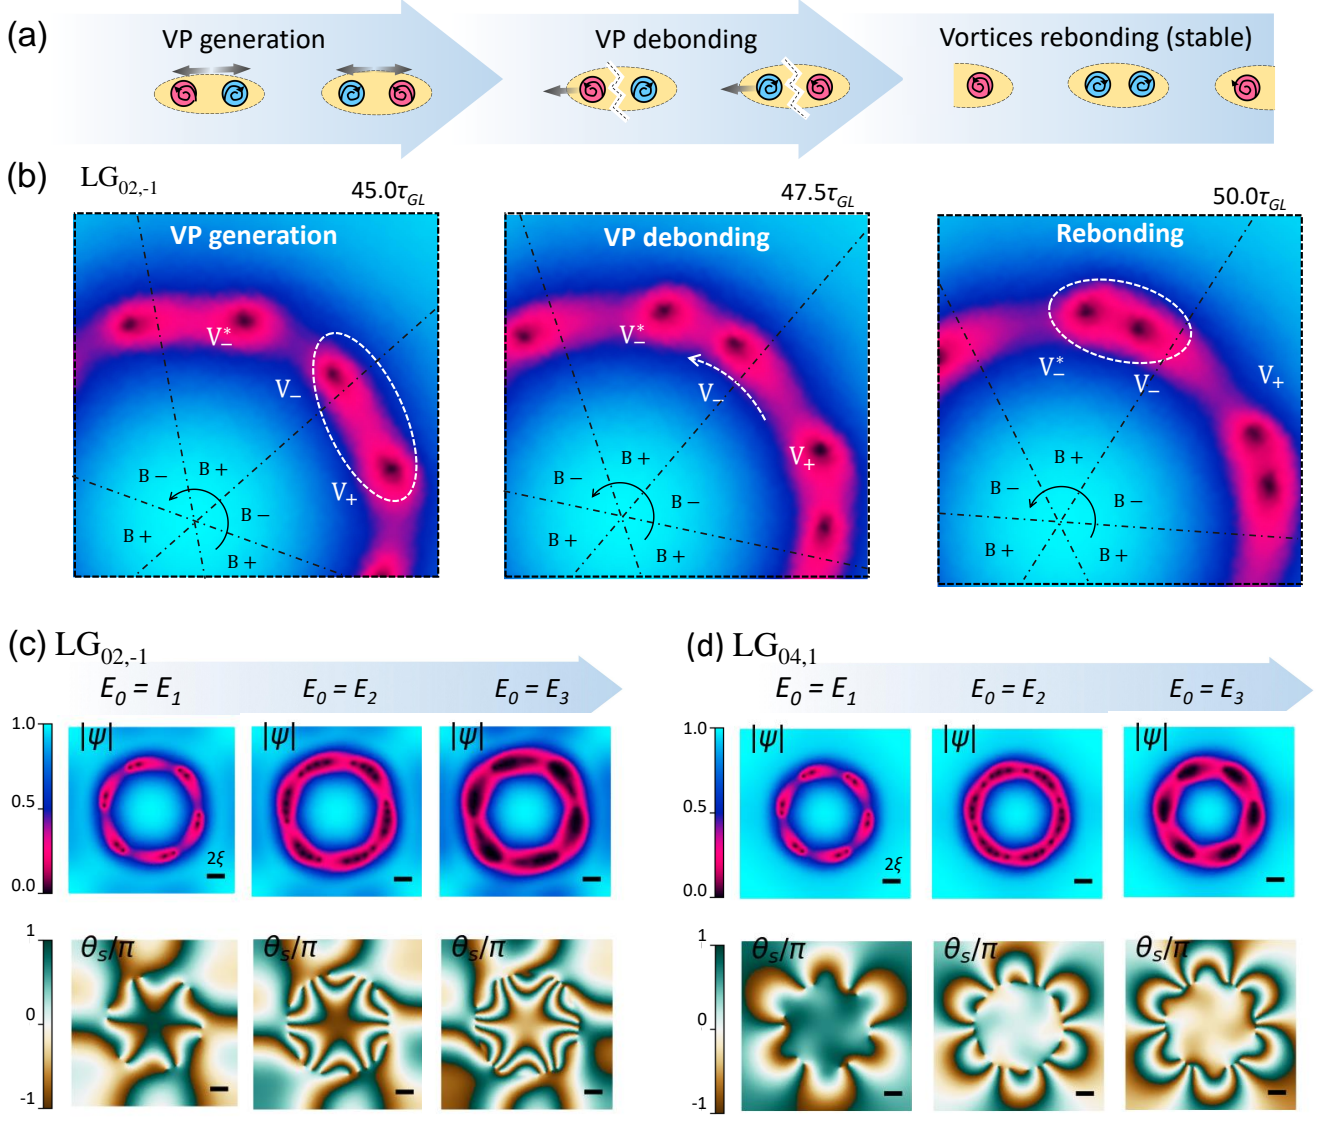 (a)
VP generation
VP debonding
Vortices rebonding (stable)
(b)
LG02,-1
45.0τGL
47.5τGL
50.0τGL
VP generation
VP debonding
Rebonding
V*−
V−
V+
B −
B +
B −
B +
B +
V*−
V−
V+
B +
B −
B −
B +
B +
V*−
V−
V+
B +
B −
B −
B +
B +
(c) LG02,-1
E0 = E1
E0 = E2
E0 = E3
1.0
0.5
0.0
|ψ|
|ψ|
|ψ|
2ξ
1
0
-1
θs/π
θs/π
θs/π
(d) LG04,1
E0 = E1
E0 = E2
E0 = E3
1.0
0.5
0.0
|ψ|
|ψ|
|ψ|
2ξ
1
0
-1
θs/π
θs/π
θs/π